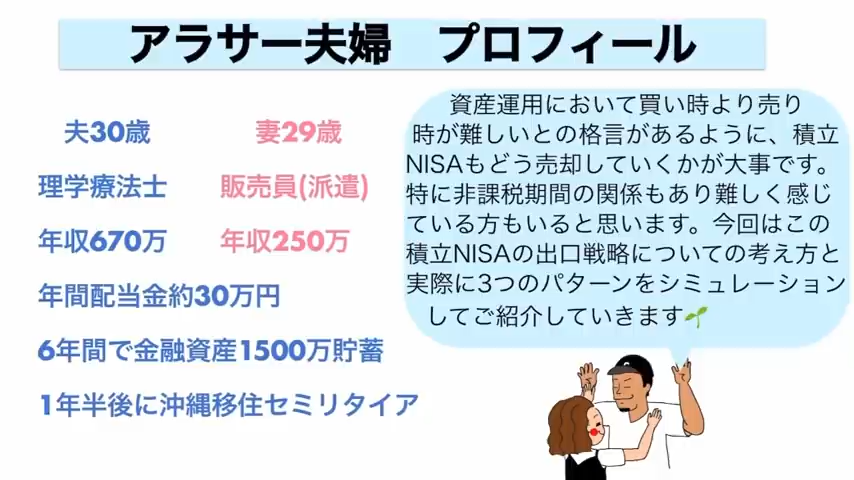 アラサー夫婦　プロフィール
夫30歳
妻29歳
理学療法士
販売員(派遣)
年収670万
年収250万
年間配当金約30万円
6年間で金融資産1500万貯蓄
1年半後に沖縄移住セミリタイア
資産運用において買い時より売り
時が難しいとの格言があるように、積立
NISAもどう売却していくかが大事です。
特に非課税期間の関係もあり難しく感じ
ている方もいると思います。今回はこの
積立NISAの出口戦略についての考え方と
実際に3つのパターンをシミュレーション
してご紹介していきます🌱